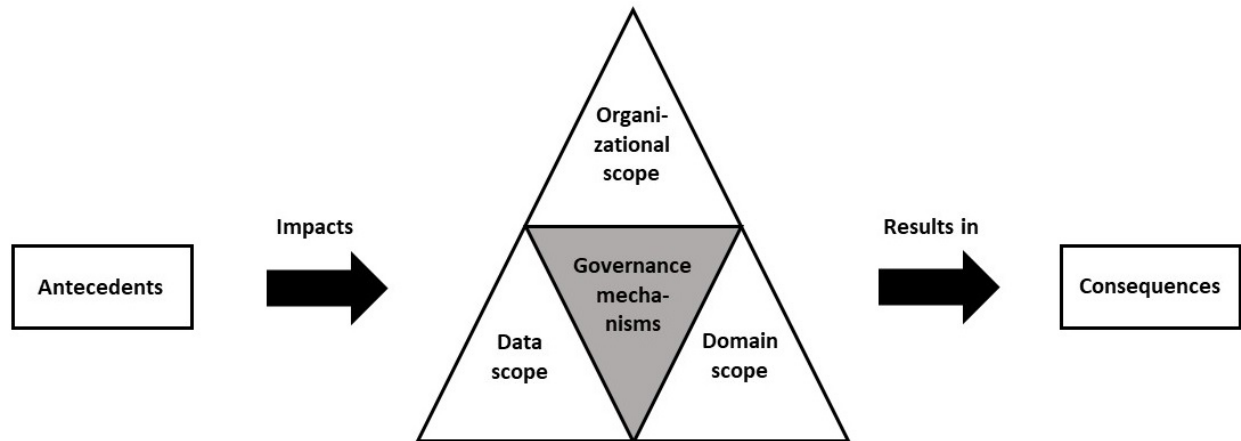 Organi-
zational
scope
Impacts
Results in
Antecedents
Governance
mecha-
nisms
Consequences
Data
scope
Domain
scope